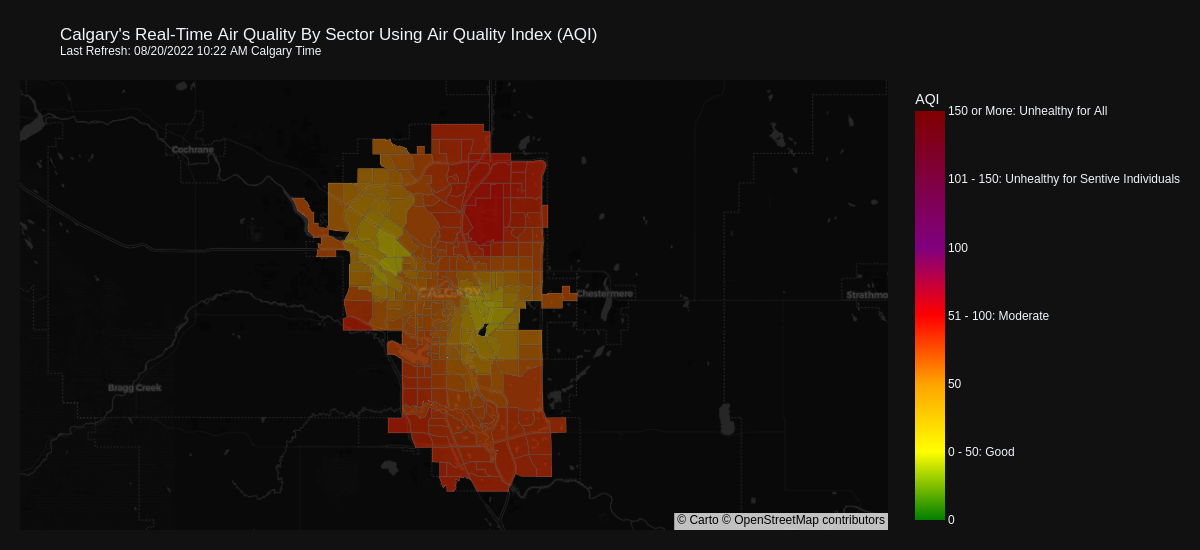 Calgary's Real-Time Air Quality By Sector Using Air Quality Index (AQI)
Last Refresh: 08/20/2022 10:22 AM Calgary Time
AQI
150 or More: Unhealthy for All
101 - 150: Unhealthy for Sentive Individuals
100
51 - 100: Moderate
50
0 - 50: Good
0
Cochrane
CALGARY
Chestermere
Strathmo
Bragg Creek
© Carto © OpenStreetMap contributors